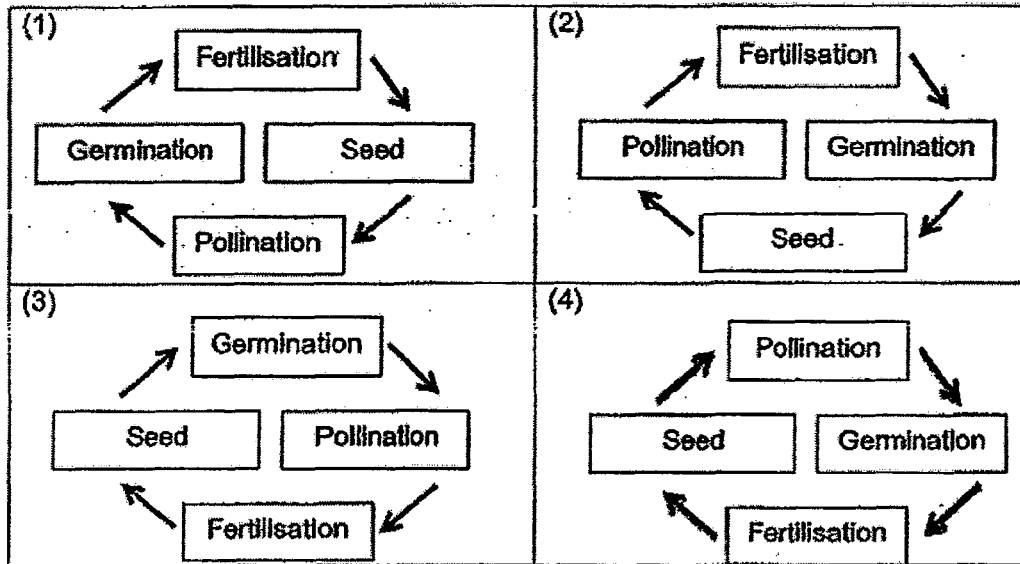 (1)
Fertilisation
Germination
Seed
Pollination
(2)
Fertilisation
Pollination
Germination
Seed
(3)
Germination
Seed
Pollination
Fertilisation
(4)
Pollination
Seed
Germination
Fertilisation